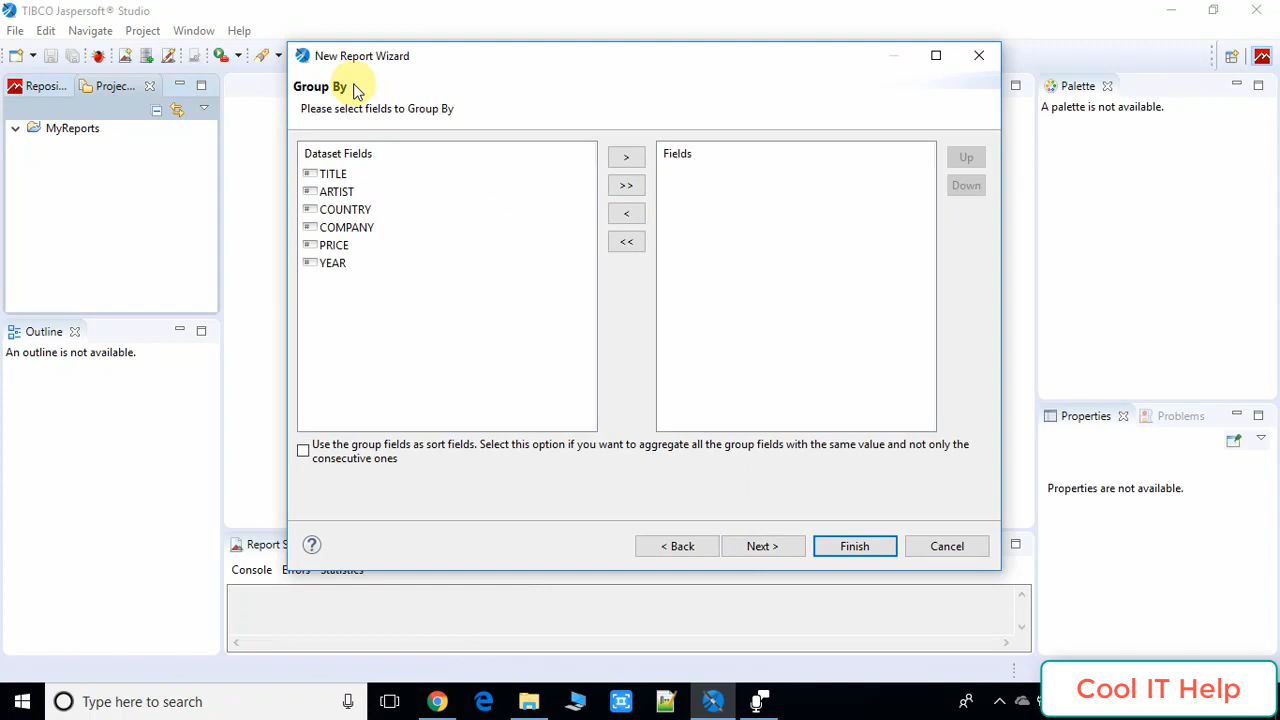 TIBCO Jaspersoft® Studio
File Edit Navigate Project Window Help
New Report Wizard
Group By
Please select fields to Group By
Reposi...
Projec...
MyReports
Palette
A palette is not available.
Dataset Fields
TITLE
ARTIST
COUNTRY
COMPANY
PRICE
YEAR
>
>>
<
<<
Fields
Up
Down
Outline
An outline is not available.
Properties
Problems
Properties are not available.
Use the group fields as sort fields. Select this option if you want to aggregate all the group fields with the same value and not only the
consecutive ones
?
< Back
Next >
Finish
Cancel
Report S
Console
Statistics
Type here to search
Cool IT Help